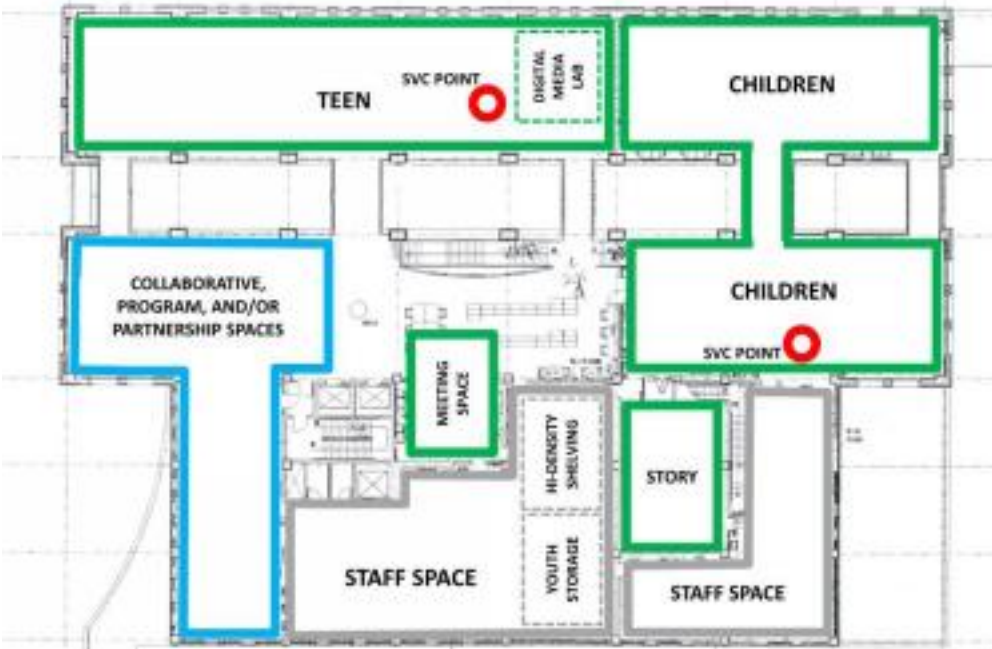 SVC POINT
TEEN
DIGITAL
MEDIA
LAB
CHILDREN
COLLABORATIVE,
PROGRAM, AND/OR
PARTNERSHIP SPACES
CHILDREN
SVC POINT
MEETING
SPACE
HI-DENSITY
SHELVING
STORY
STAFF SPACE
YOUTH
STORAGE
STAFF SPACE